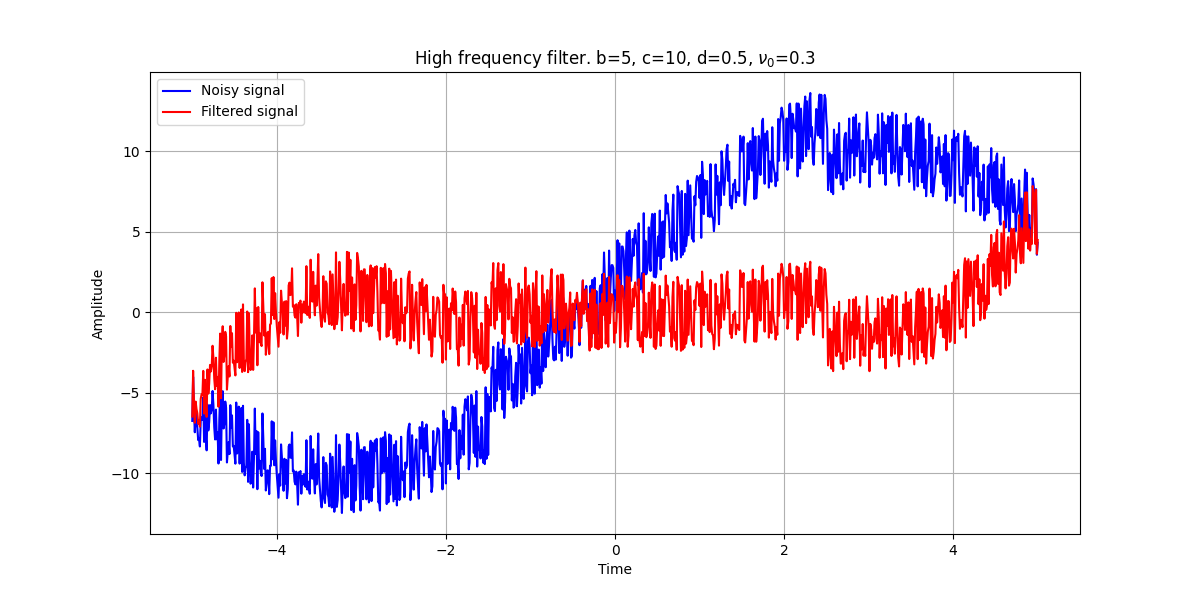 High frequency filter. b=5, c=10, d=0.5, ν₀=0.3
Noisy signal
Filtered signal
Amplitude
10
5
0
−5
−10
−4
−2
0
2
4
Time